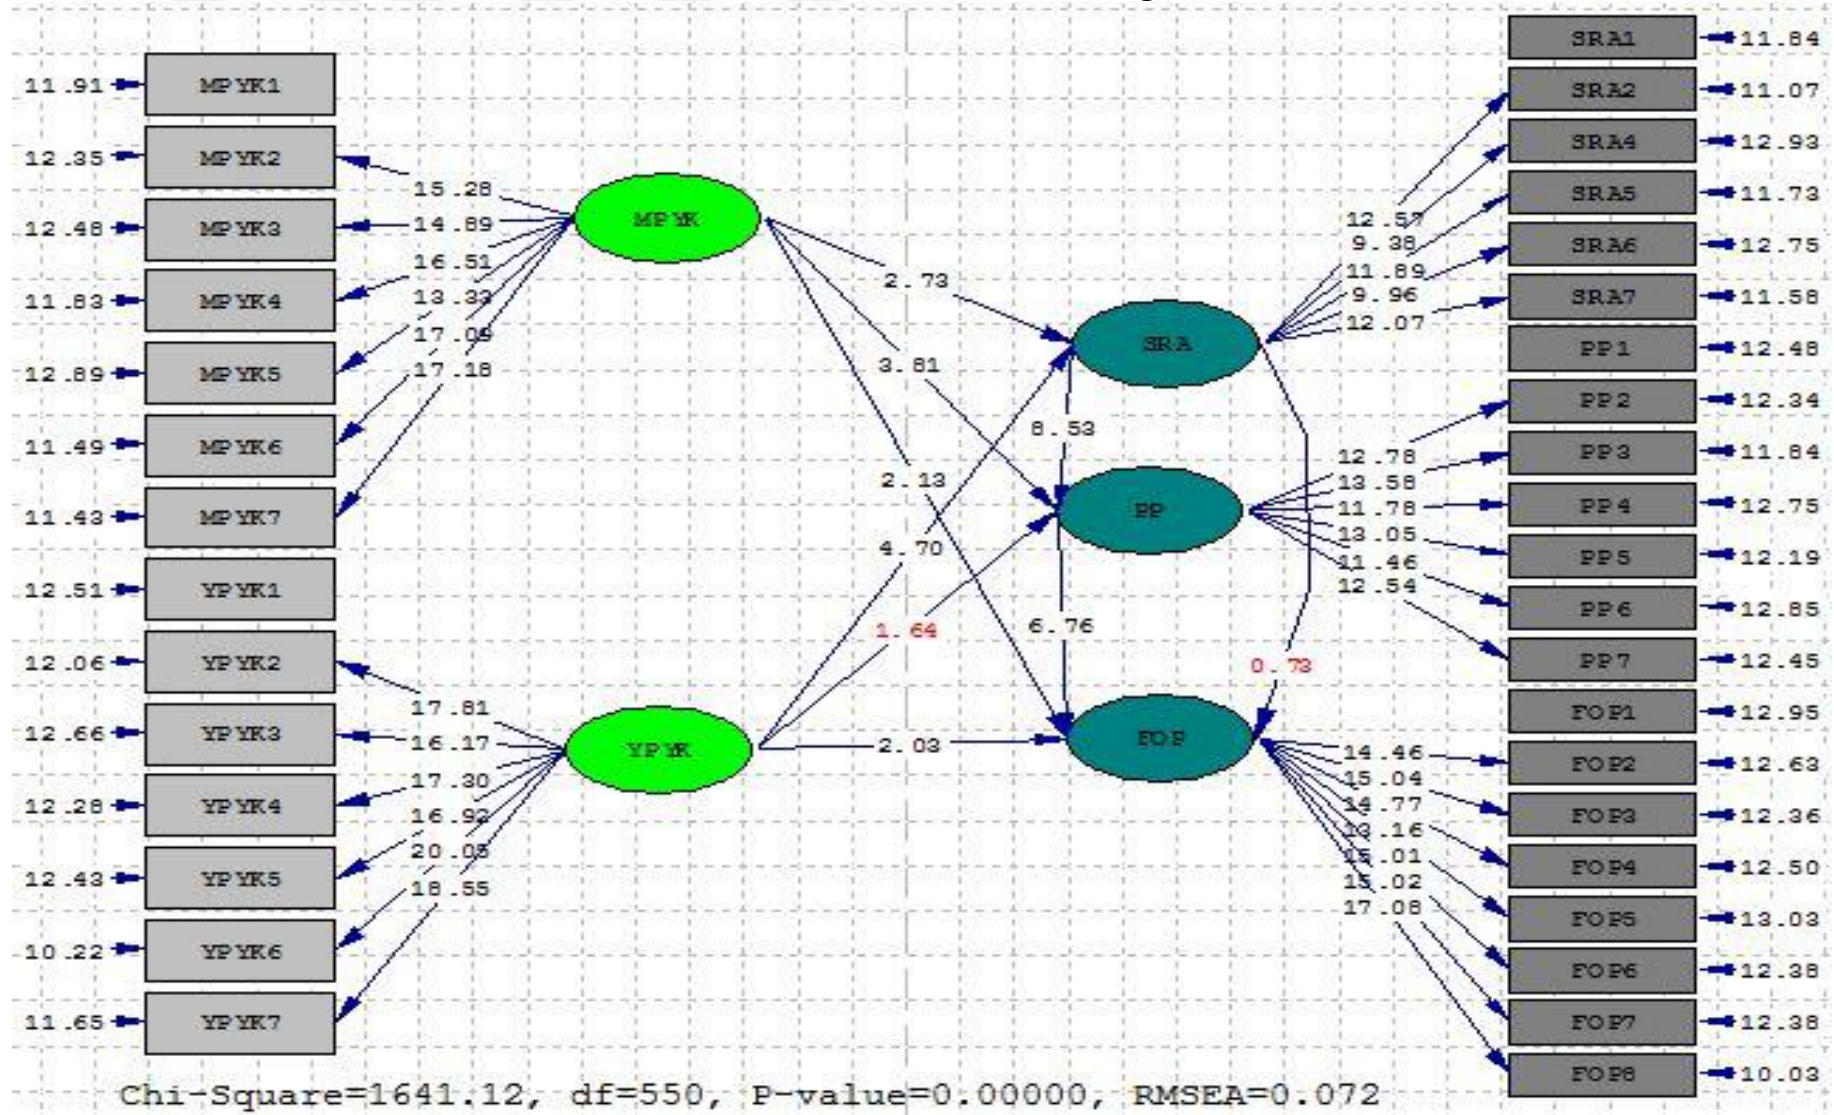 11.91 MPYK1
12.35 MPYK2
12.48 MPYK3
11.83 MPYK4
12.89 MPYK5
11.49 MPYK6
11.43 MPYK7
12.51 YPYK1
12.06 YPYK2
12.66 YPYK3
12.28 YPYK4
12.43 YPYK5
10.22 YPYK6
11.65 YPYK7
15.28
14.89
16.51
13.33
17.09
17.18
17.81
16.17
17.30
16.92
20.05
18.55
MPYK
YPYK
2.73
3.81
2.13
4.70
1.64
2.03
SRA
8.53
PP
6.76
FOP
0.73
12.57
9.38
11.89
9.96
12.07
12.78
13.58
11.78
13.05
11.46
12.54
14.46
15.04
14.77
13.16
15.01
15.02
17.08
SRA1 11.84
SRA2 11.07
SRA4 12.93
SRA5 11.73
SRA6 12.75
SRA7 11.58
PP1 12.48
PP2 12.34
PP3 11.84
PP4 12.75
PP5 12.19
PP6 12.85
PP7 12.45
FOP1 12.95
FOP2 12.63
FOP3 12.36
FOP4 12.50
FOP5 13.03
FOP6 12.38
FOP7 12.38
FOP8 10.03
Chi-Square=1641.12, df=550, P-value=0.00000, RMSEA=0.072